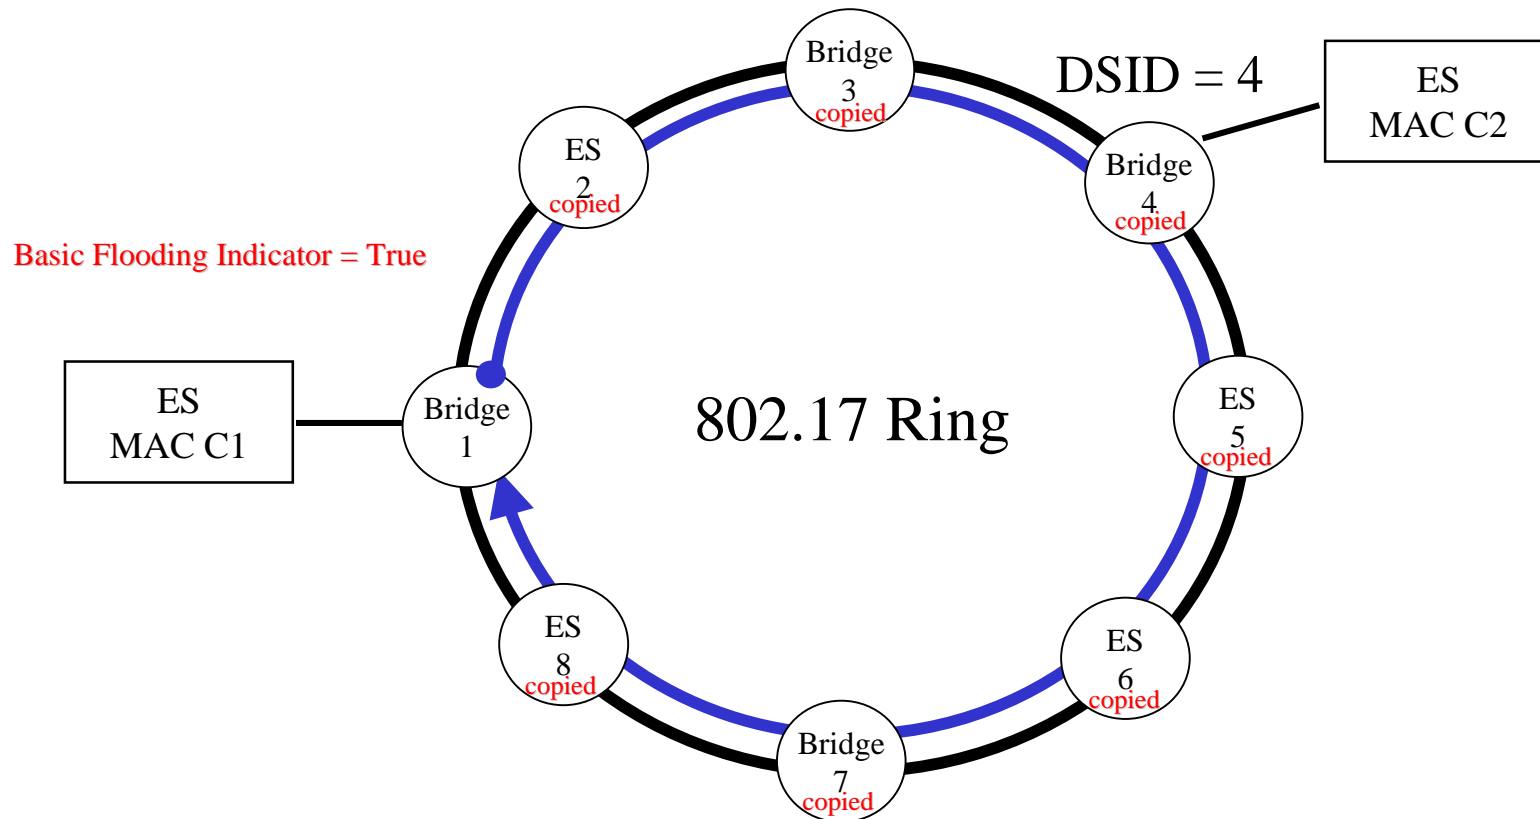 Bridge
3
copied
DSID = 4
ES
MAC C2
ES
2
copied
Bridge
4
copied
Basic Flooding Indicator = True
ES
MAC C1
Bridge
1
802.17 Ring
ES
5
copied
ES
8
copied
ES
6
copied
Bridge
7
copied